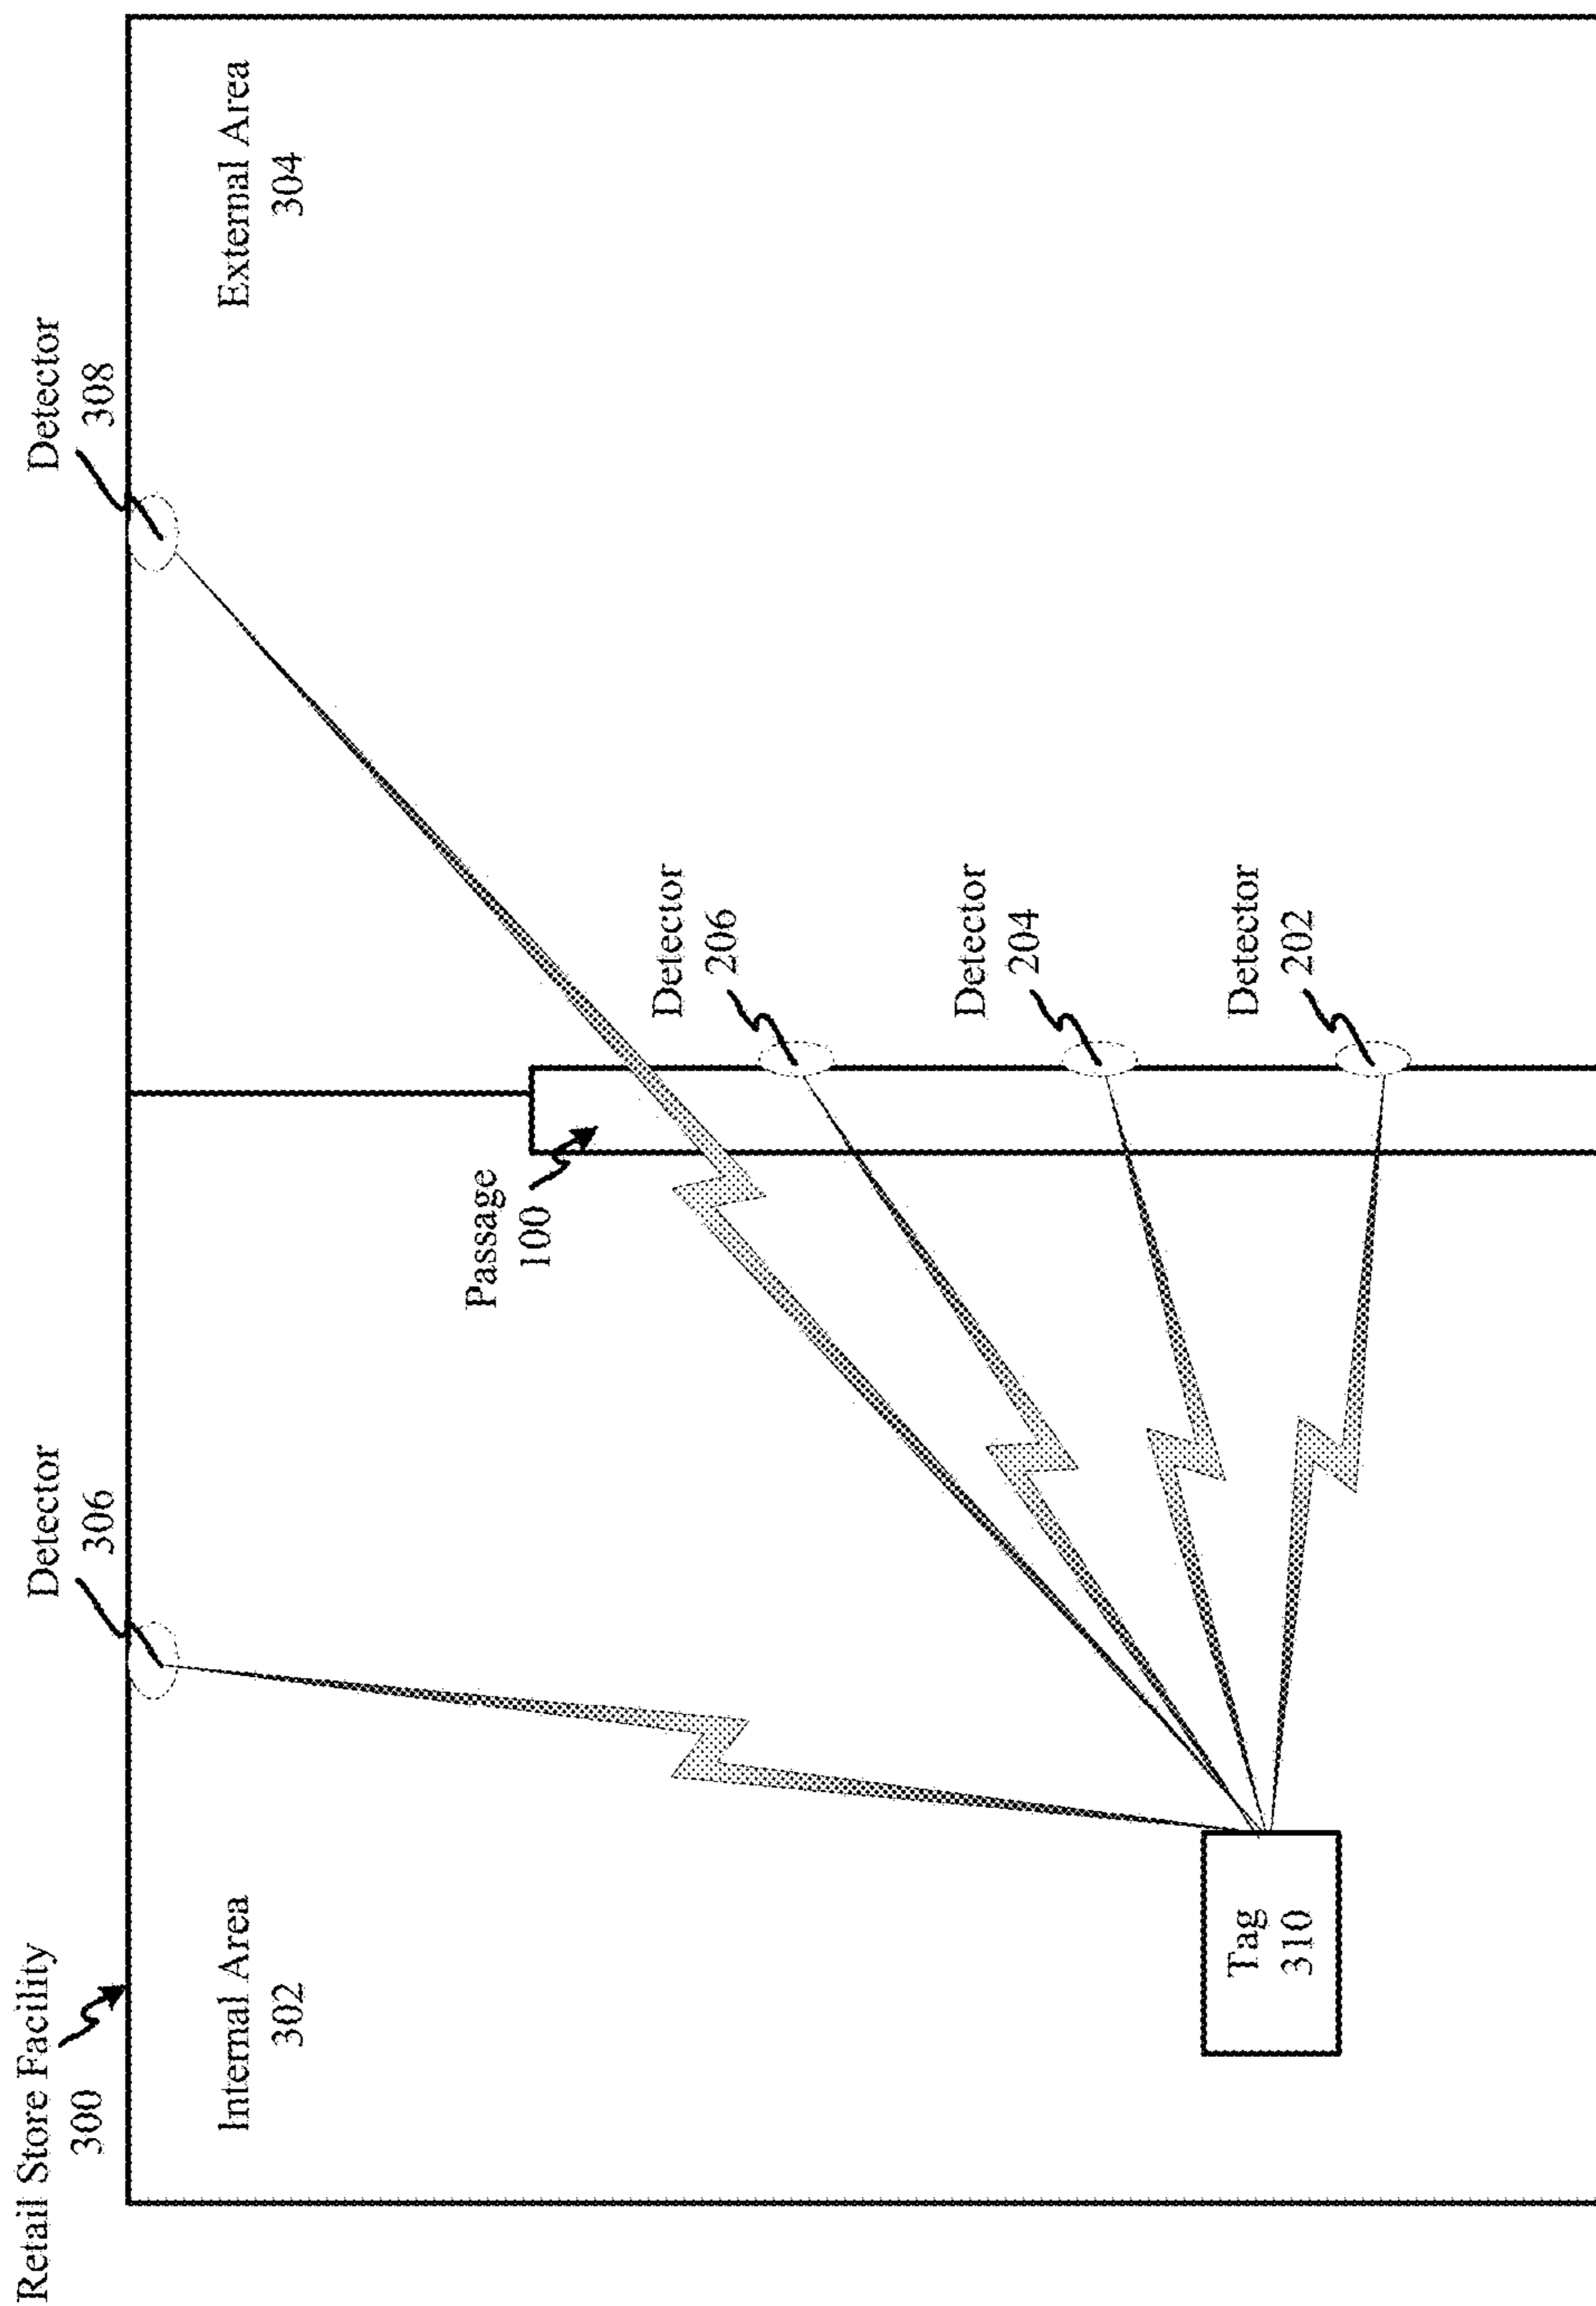 Retail Store Facility
300
Detector
306
Detector
308
Internal Area
302
External Area
304
Passage
100
Detector
206
Detector
204
Detector
202
Tag
310